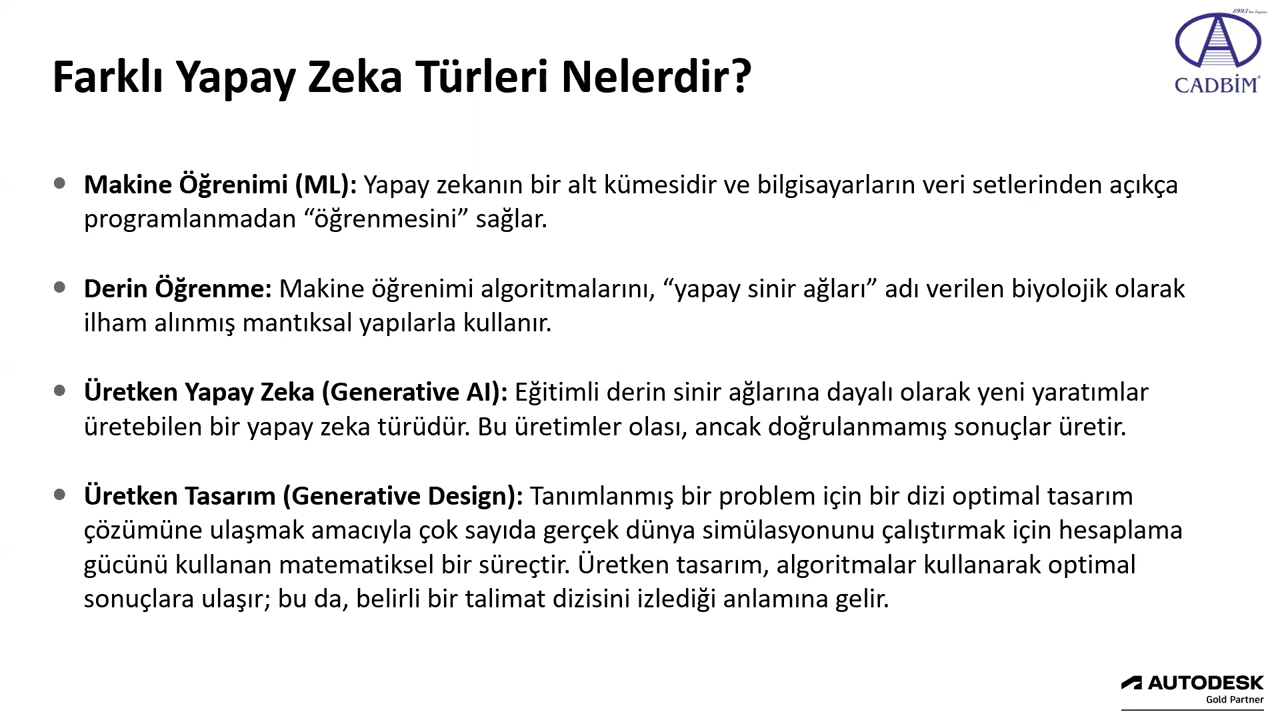 Farklı Yapay Zeka Türleri Nelerdir?
CADBİM
• Makine Öğrenimi (ML): Yapay zekanın bir alt kümesidir ve bilgisayarların veri setlerinden açıkça
programlanmadan “öğrenmesini” sağlar.
• Derin Öğrenme: Makine öğrenimi algoritmalarını, “yapay sinir ağları” adı verilen biyolojik olarak
ilham alınmış mantıksal yapılarla kullanır.
• Üretken Yapay Zeka (Generative AI): Eğitimli derin sinir ağlarına dayalı olarak yeni yaratımlar
üretebilen bir yapay zeka türüdür. Bu üretimler olası, ancak doğrulanmamış sonuçlar üretir.
• Üretken Tasarım (Generative Design): Tanımlanmış bir problem için bir dizi optimal tasarım
çözümüne ulaşmak amacıyla çok sayıda gerçek dünya simülasyonunu çalıştırmak için hesaplama
gücünü kullanan matematiksel bir süreçtir. Üretken tasarım, algoritmalar kullanarak optimal
sonuçlara ulaşır; bu da, belirli bir talimat dizisini izlediği anlamına gelir.
AUTODESK
Gold Partner